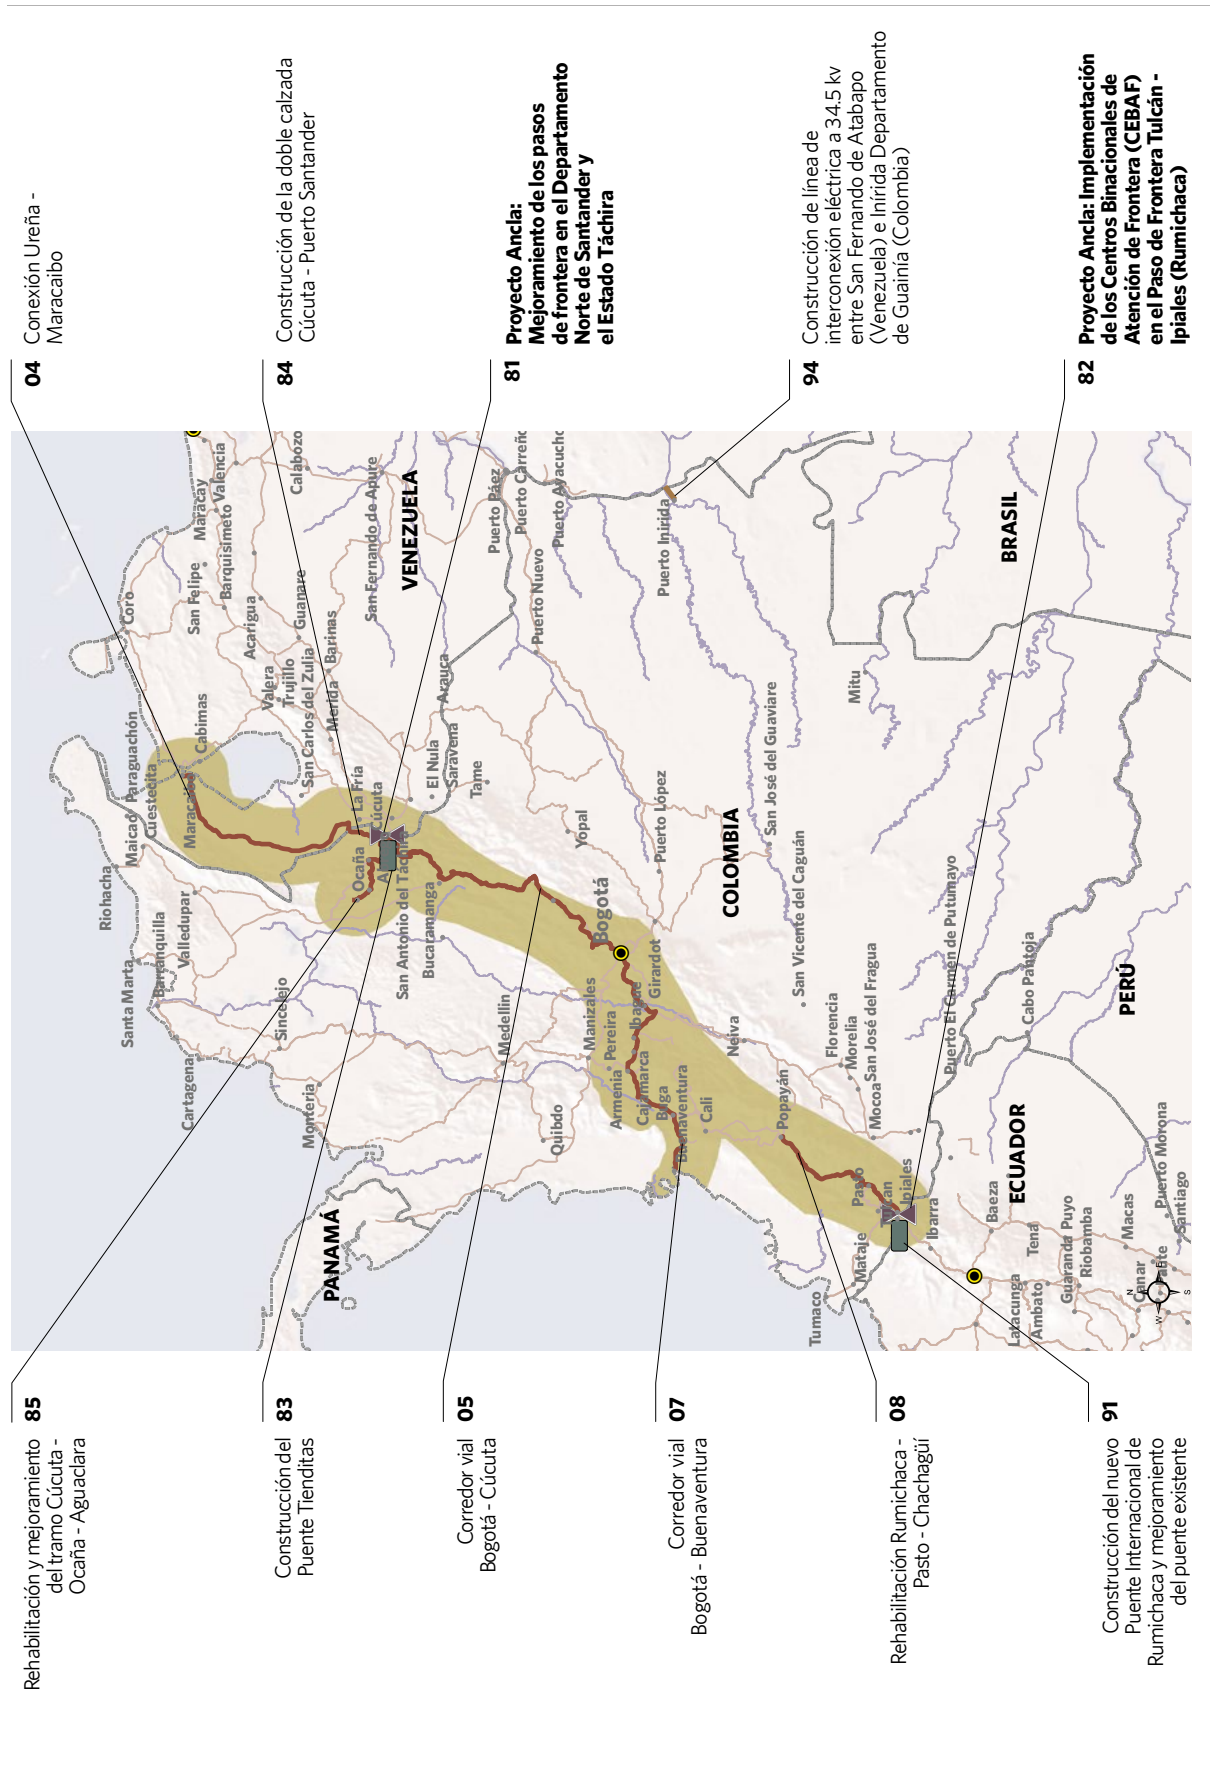 85
Rehabilitación y mejoramiento
del tramo Cúcuta -
Ocaña - Aguaclara
83
Construcción del
Puente Tienditas
05
Corredor vial
Bogotá - Cúcuta
07
Corredor vial
Bogotá - Buenaventura
08
Rehabilitación Rumichaca -
Pasto - Chachagüí
91
Construcción del nuevo
Puente Internacional de
Rumichaca y mejoramiento
del puente existente
04
Conexión Ureña -
Maracaibo
84
Construcción de la doble calzada
Cúcuta - Puerto Santander
81
Proyecto Ancla:
Mejoramiento de los pasos
de frontera en el Departamento
Norte de Santander y
el Estado Táchira
94
Construcción de línea de
interconexión eléctrica a 34.5 kv
entre San Fernando de Atabapo
(Venezuela) e Inírida Departamento
de Guainía (Colombia)
82
Proyecto Ancla: Implementación
de los Centros Binacionales de
Atención de Frontera (CEBAF)
en el Paso de Frontera Tulcán -
Ipiales (Rumichaca)
Riohacha
Maicao
Paraguachón
Cuestecita
Santa Marta
Barranquilla
Valledupar
Cartagena
Sincelejo
Montería
PANAMÁ
Maracaibo
Cabimas
Coro
San Felipe
Maracay
Valencia
Barquisimeto
Acarigua
Calabozo
Valera
Trujillo
Guanare
San Carlos del Zulia
Merida
Barinas
San Fernando de Apure
VENEZUELA
La Fría
Cúcuta
Ocaña
San Antonio del Táchira
Bucaramanga
El Nula
Saravena
Arauca
Tame
Puerto Páez
Puerto Carreño
Puerto Ayacucho
Puerto Nuevo
Medellin
Quibdo
Manizales
Pereira
Armenia
Ibagué
Cajamarca
Buga
Buenaventura
Cali
Bogotá
Girardot
Yopal
Puerto López
Puerto Inirida
COLOMBIA
San José del Guaviare
San Vicente del Caguán
Neiva
Popayán
Florencia
Morelia
San José del Fragua
Mocoa
Mitu
BRASIL
Pasto
Tulcan
Ipiales
Mataje
Tumaco
Ibarra
Puerto El Carmen de Putumayo
Cabo Pantoja
PERÚ
ECUADOR
Baeza
Latacunga
Tena
Ambato
Guaranda
Puyo
Riobamba
Macas
Puerto Morona
Santiago
N
W
S